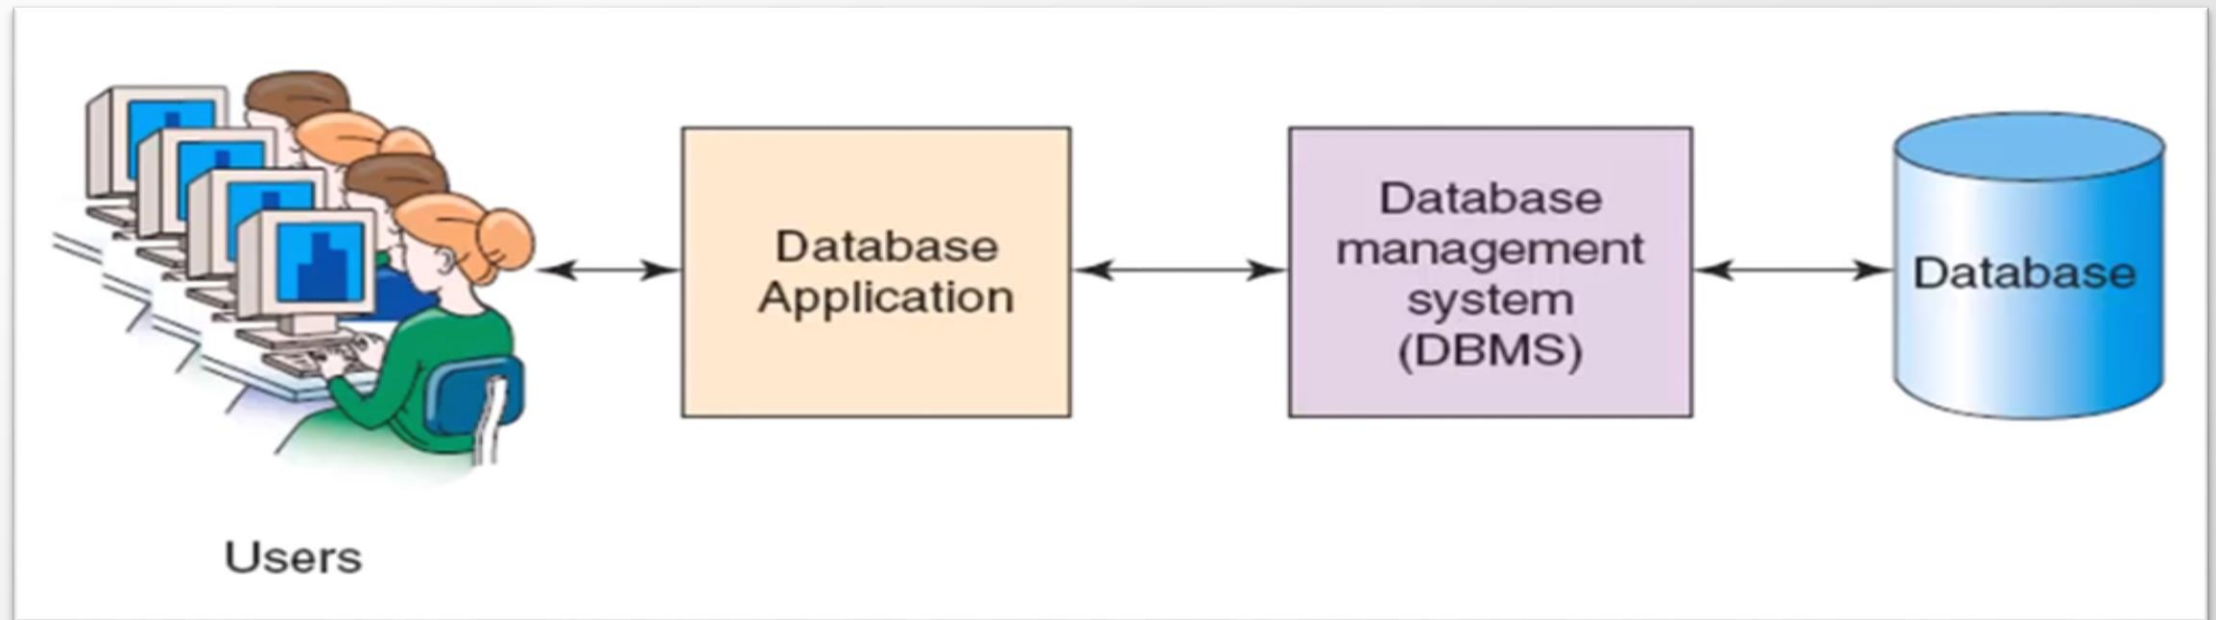 Users
Database
Application
Database
management
system
(DBMS)
Database